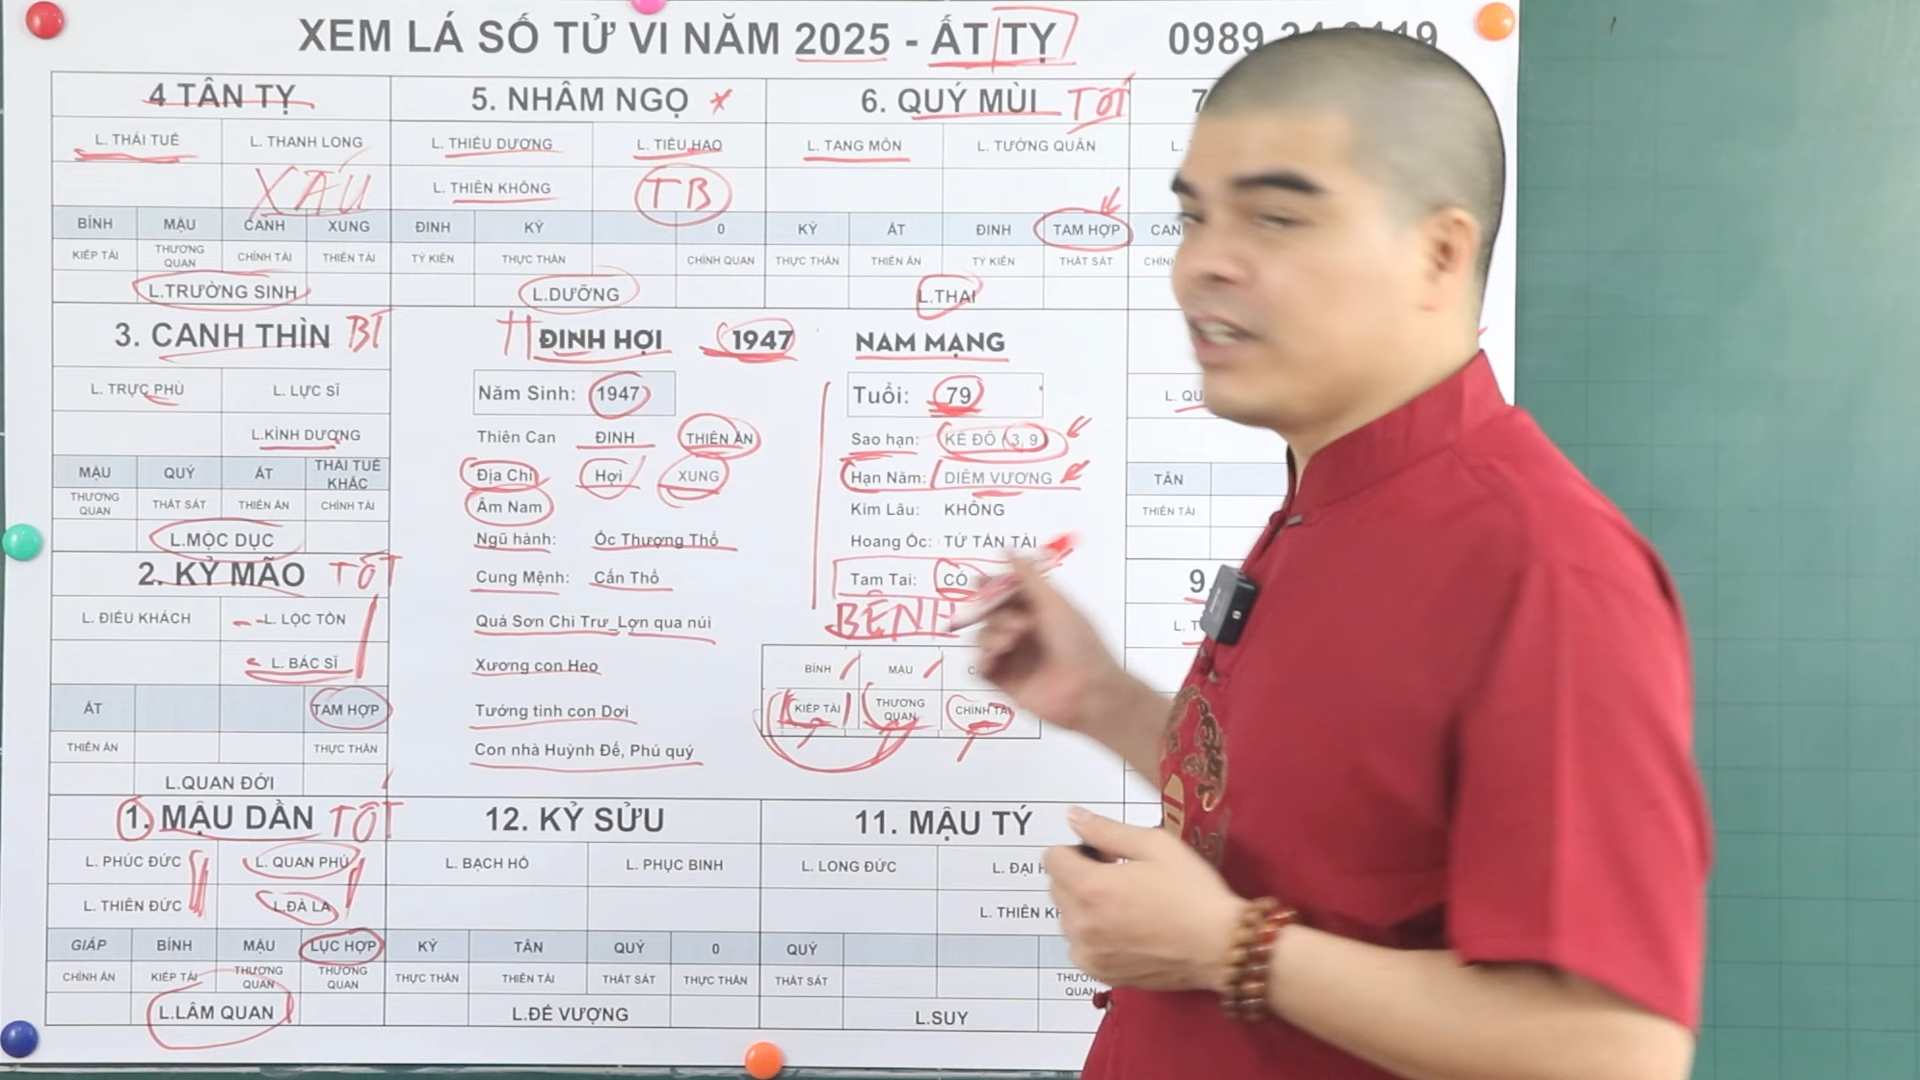 XEM LÁ SỐ TỬ VI NĂM 2025 - ẤT TỴ
0989
4 TÂN TỴ
L. THÁI TUẾ L. THANH LONG
XẤU
BÍNH MẬU CANH XUNG
KIẾP TÀI THƯƠNG QUAN CHÍNH TÀI THIÊN TÀI
L.TRƯỜNG SINH
5. NHÂM NGỌ
L. THIẾU DƯƠNG L. TIỂU HAO
L. THIÊN KHÔNG TB
ĐINH KỶ 0
TỶ KIÊN THỰC THẦN CHÍNH QUAN
L.DƯỠNG
6. QUÝ MÙI TỐT
L. TANG MÔN L. TƯỚNG QUÂN
KỶ ẤT ĐINH TAM HỢP
THỰC THẦN THIÊN ẤN TỶ KIÊN THẤT SÁT
L.THAI
7
3. CANH THÌN BT
L. TRỰC PHÙ L. LỰC SĨ
L.KÌNH DƯƠNG
MẬU QUÝ ẤT THÁI TUẾ KHẮC
THƯƠNG QUAN THẤT SÁT THIÊN ẤN CHÍNH TÀI
L.MỘC DỤC
ĐINH HỢI 1947 NAM MẠNG
Năm Sinh: 1947
Thiên Can ĐINH THIÊN ẤN
Địa Chi Hợi XUNG
Âm Nam
Ngũ hành: Ốc Thượng Thổ
Cung Mệnh: Cấn Thổ
Quá Sơn Chi Trư_Lợn qua núi
Xương con Heo
Tướng tinh con Dơi
Con nhà Huỳnh Đế, Phú quý
Tuổi: 79
Sao hạn: KẾ ĐÔ (3, 9)
Hạn Năm: DIÊM VƯƠNG
Kim Lâu: KHÔNG
Hoang Ốc: TỨ TẤN TÀI
Tam Tai: CÓ
BỆNH
BÍNH MẬU
KIẾP TÀI THƯƠNG QUAN CHÍNH TÀI
TÂN
THIÊN TÀI
9
2. KỶ MÃO TỐT
L. ĐIẾU KHÁCH L. LỘC TỒN
L. BÁC SĨ
ẤT TAM HỢP
THIÊN ẤN THỰC THẦN
L.QUAN ĐỚI
1. MẬU DẦN TỐT
L. PHÚC ĐỨC L. QUAN PHỦ
L. THIÊN ĐỨC L.ĐÀ LA
GIÁP BÍNH MẬU LỤC HỢP
CHÍNH ẤN KIẾP TÀI THƯƠNG QUAN THƯƠNG QUAN
L.LÂM QUAN
12. KỶ SỬU
L. BẠCH HỔ L. PHỤC BINH
KỶ TÂN QUÝ 0
THỰC THẦN THIÊN TÀI THẤT SÁT THỰC THẦN
L.ĐẾ VƯỢNG
11. MẬU TÝ
L. LONG ĐỨC L. ĐẠI
L. THIÊN
QUÝ
THẤT SÁT THƯƠNG QUAN
L.SUY